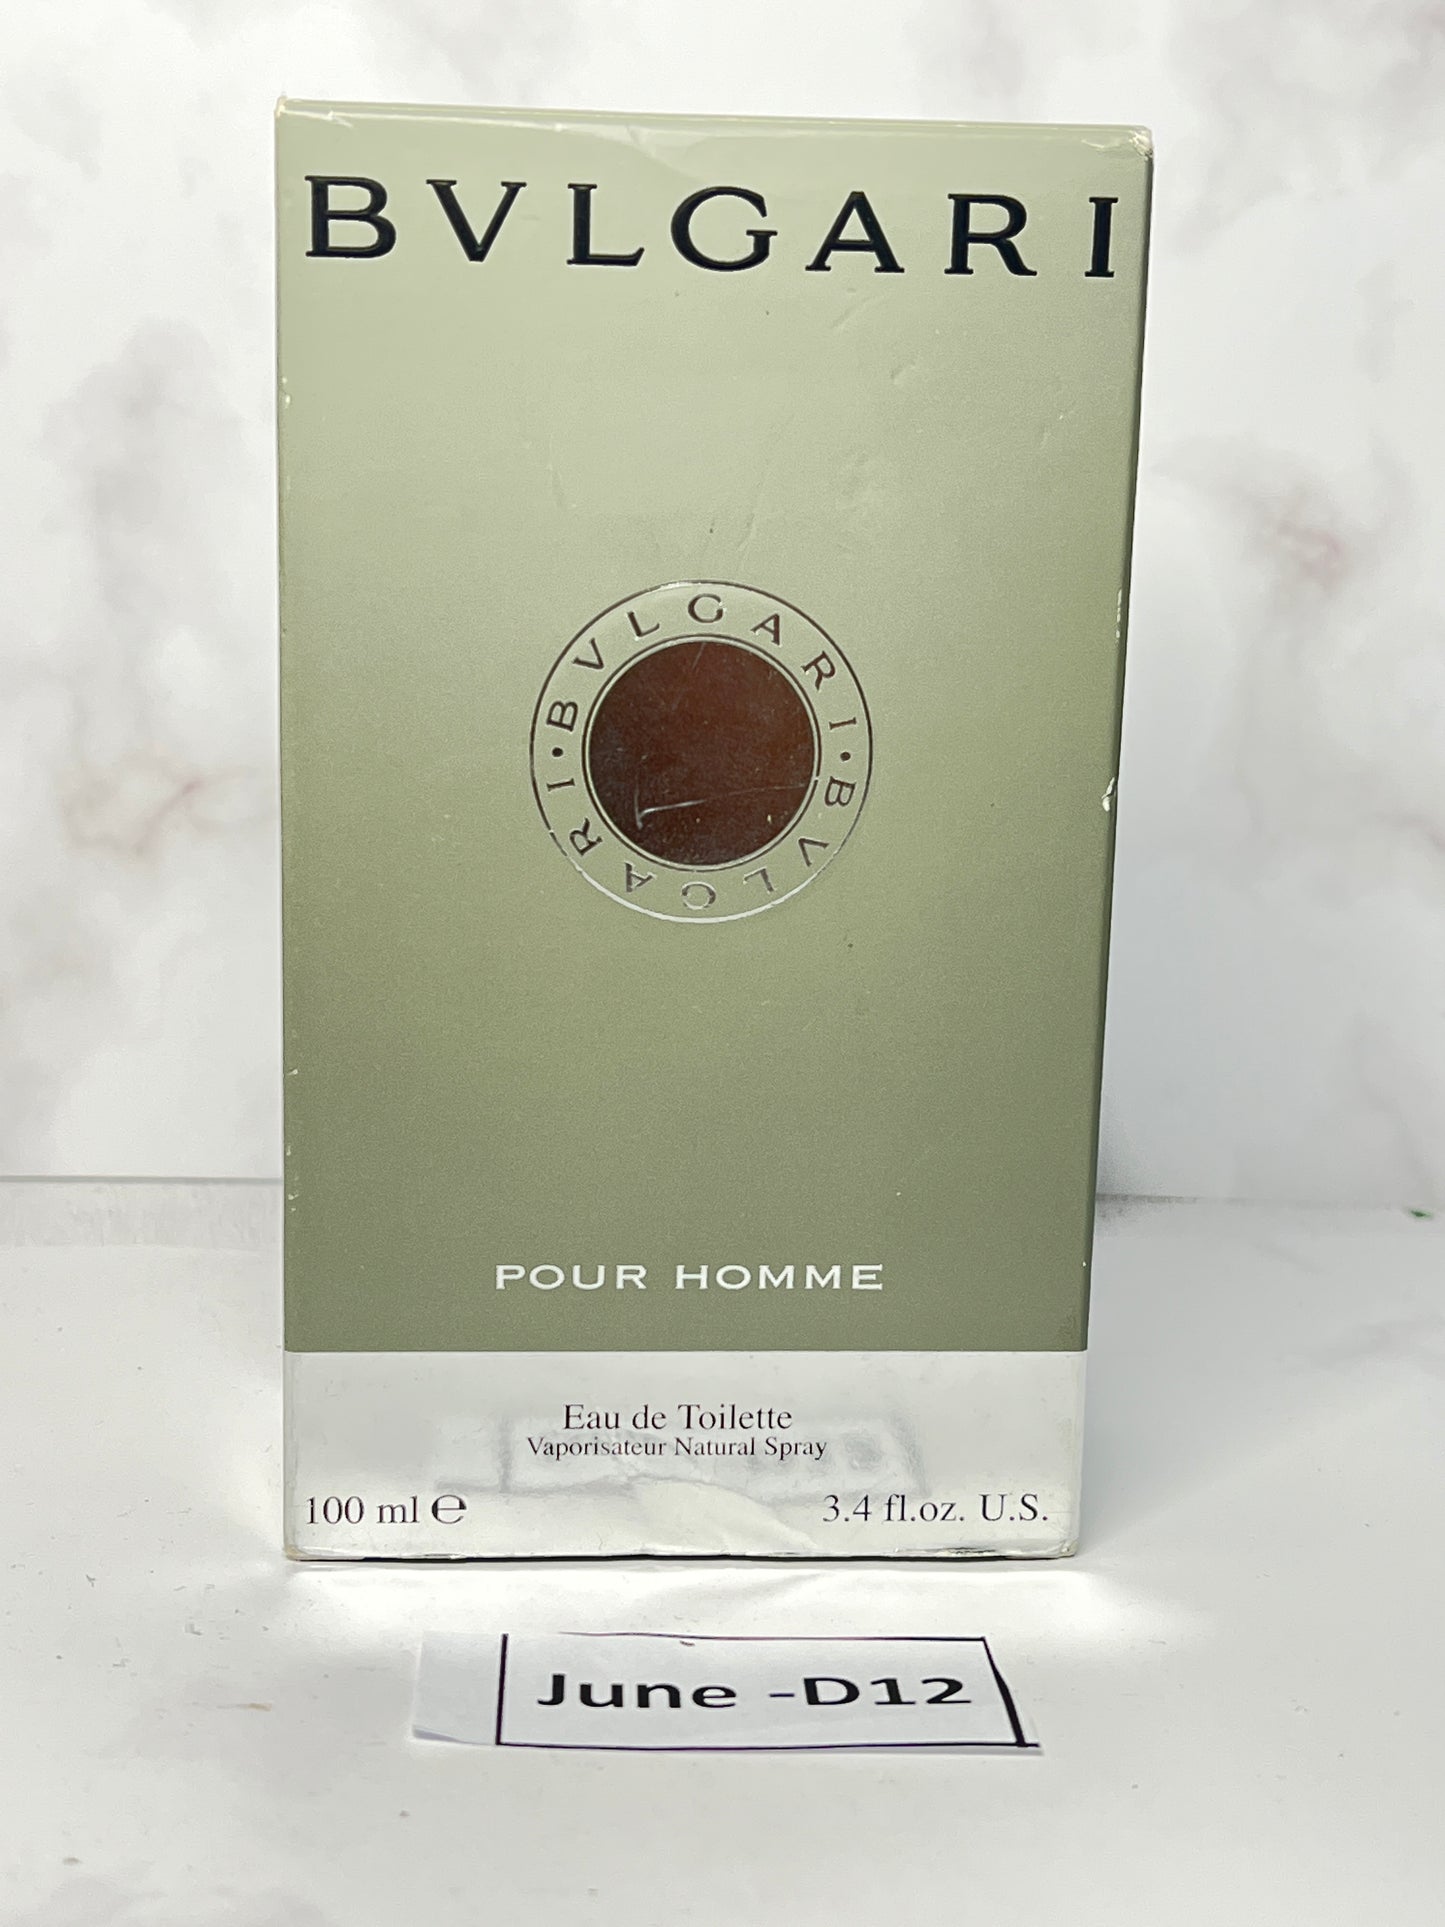 BVLGARI
BVLGARI·BVLGARI·
POUR HOMME
Eau de Toilette
Vaporisateur Natural Spray
100 ml ℮
3.4 fl.oz. U.S.
June -D12